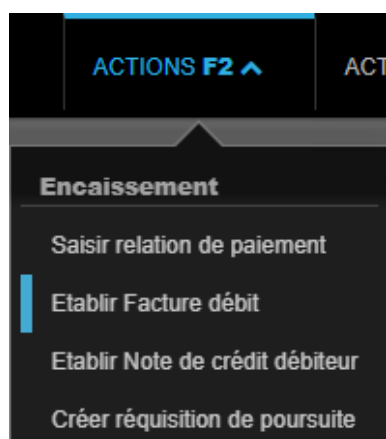 ACTIONS F2 ACT
Encaissement
Saisir relation de paiement
Etablir Facture débit
Etablir Note de crédit débiteur
Créer réquisition de poursuite